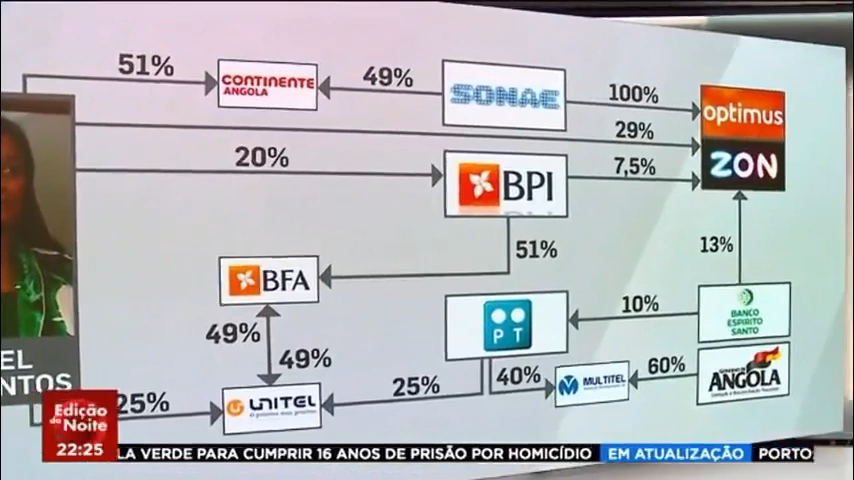 51%
CONTINENTE
ANGOLA
49%
SONAE
100%
optimus
29%
ZON
20%
BPI
7,5%
51%
13%
BFA
49%
49%
10%
PT
BANCO
ESPIRITO
SANTO
25%
40%
MULTITEL
60%
ANGOLA
UNITEL
25%
EL
NTOS
Edição
da Noite
22:25
LA VERDE PARA CUMPRIR 16 ANOS DE PRISÃO POR HOMICÍDIO
EM ATUALIZAÇÃO
PORTO